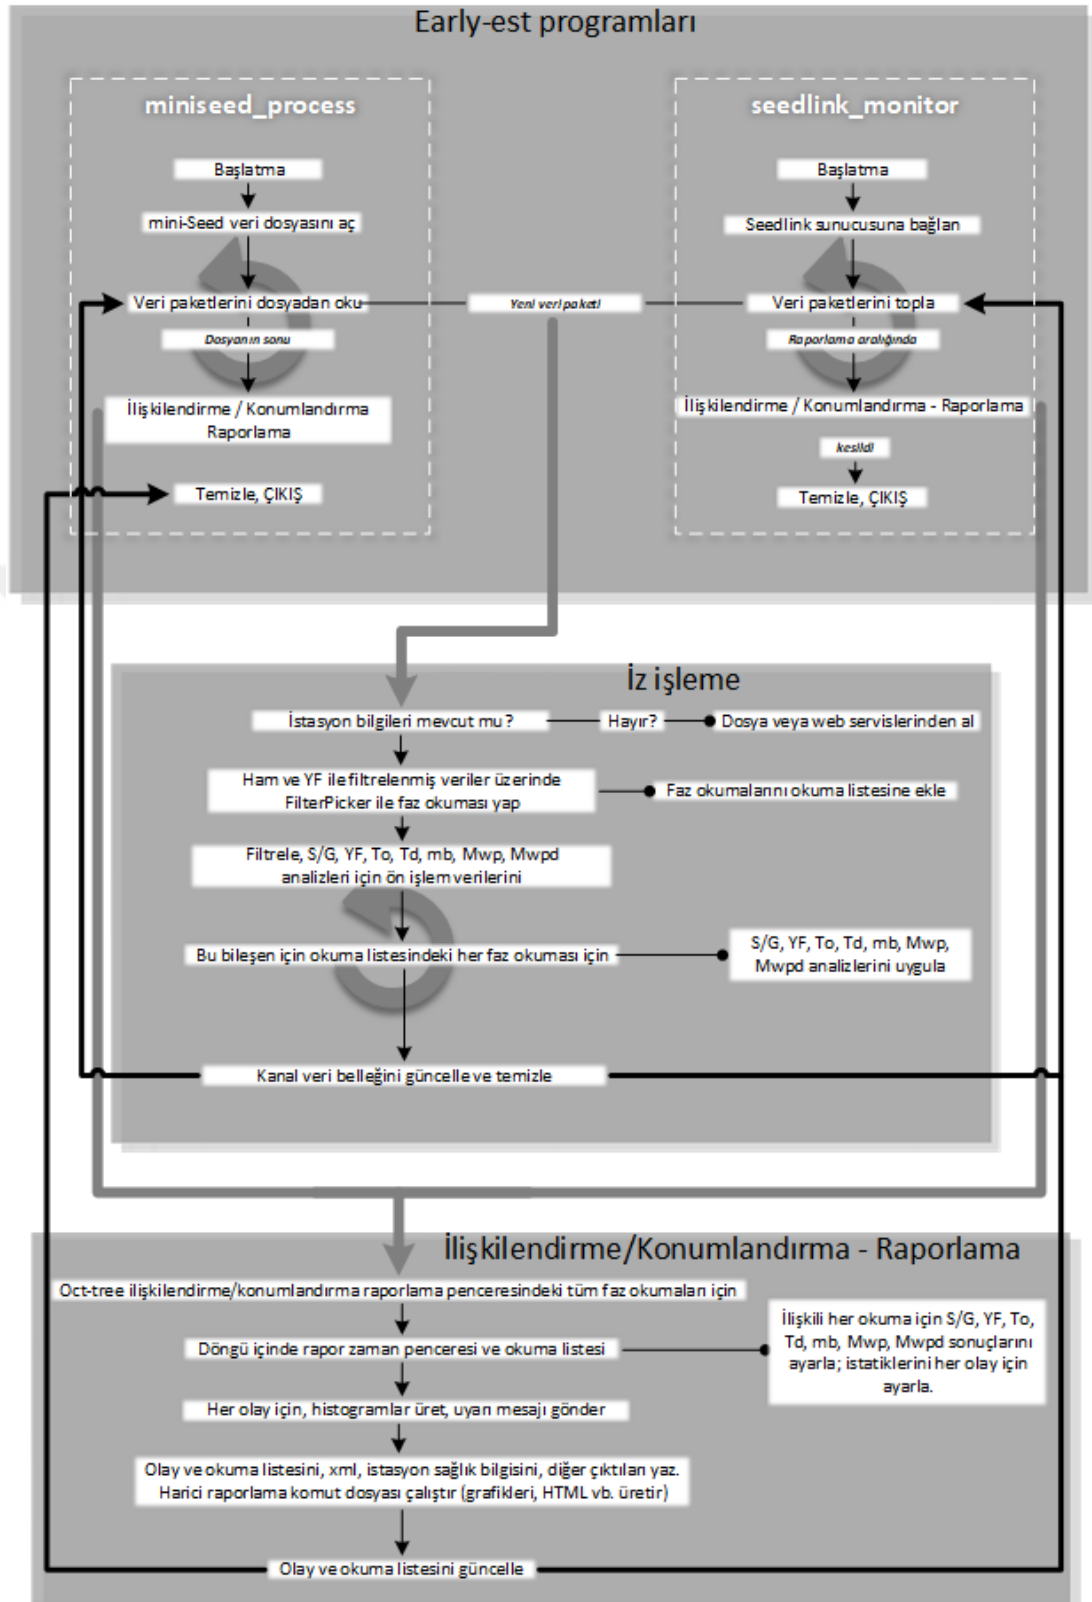 Early-est programları
miniseed_process
Başlatma
mini-Seed veri dosyasını aç
Veri paketlerini dosyadan oku
Dosyanın sonu
İlişkilendirme / Konumlandırma
Raporlama
Temizle, ÇIKIŞ
Yeni veri paketi
seedlink_monitor
Başlatma
Seedlink sunucusuna bağlan
Veri paketlerini topla
Raporlama aralığında
İlişkilendirme / Konumlandırma - Raporlama
kesildi
Temizle, ÇIKIŞ
İz işleme
İstasyon bilgileri mevcut mu?
Hayır?
Dosya veya web servislerinden al
Ham ve YF ile filtrelenmiş veriler üzerinde
FilterPicker ile faz okuması yap
Faz okumalarını okuma listesine ekle
Filtrele, S/G, YF, To, Td, mb, Mwp, Mwpd
analizleri için ön işlem verilerini
Bu bileşen için okuma listesindeki her faz okuması için
S/G, YF, To, Td, mb, Mwp,
Mwpd analizlerini uygula
Kanal veri belleğini güncelle ve temizle
İlişkilendirme/Konumlandırma - Raporlama
Oct-tree ilişkilendirme/konumlandırma raporlama penceresindeki tüm faz okumaları için
Döngü içinde rapor zaman penceresi ve okuma listesi
İlişkili her okuma için S/G, YF, To,
Td, mb, Mwp, Mwpd sonuçlarını
ayarla; istatiklerini her olay için
ayarla.
Her olay için, histogramlar üret, uyarı mesajı gönder
Olay ve okuma listesini, xml, istasyon sağlık bilgisini, diğer çıktıları yaz.
Harici raporlama komut dosyası çalıştır (grafikleri, HTML vb. üretir)
Olay ve okuma listesini güncelle